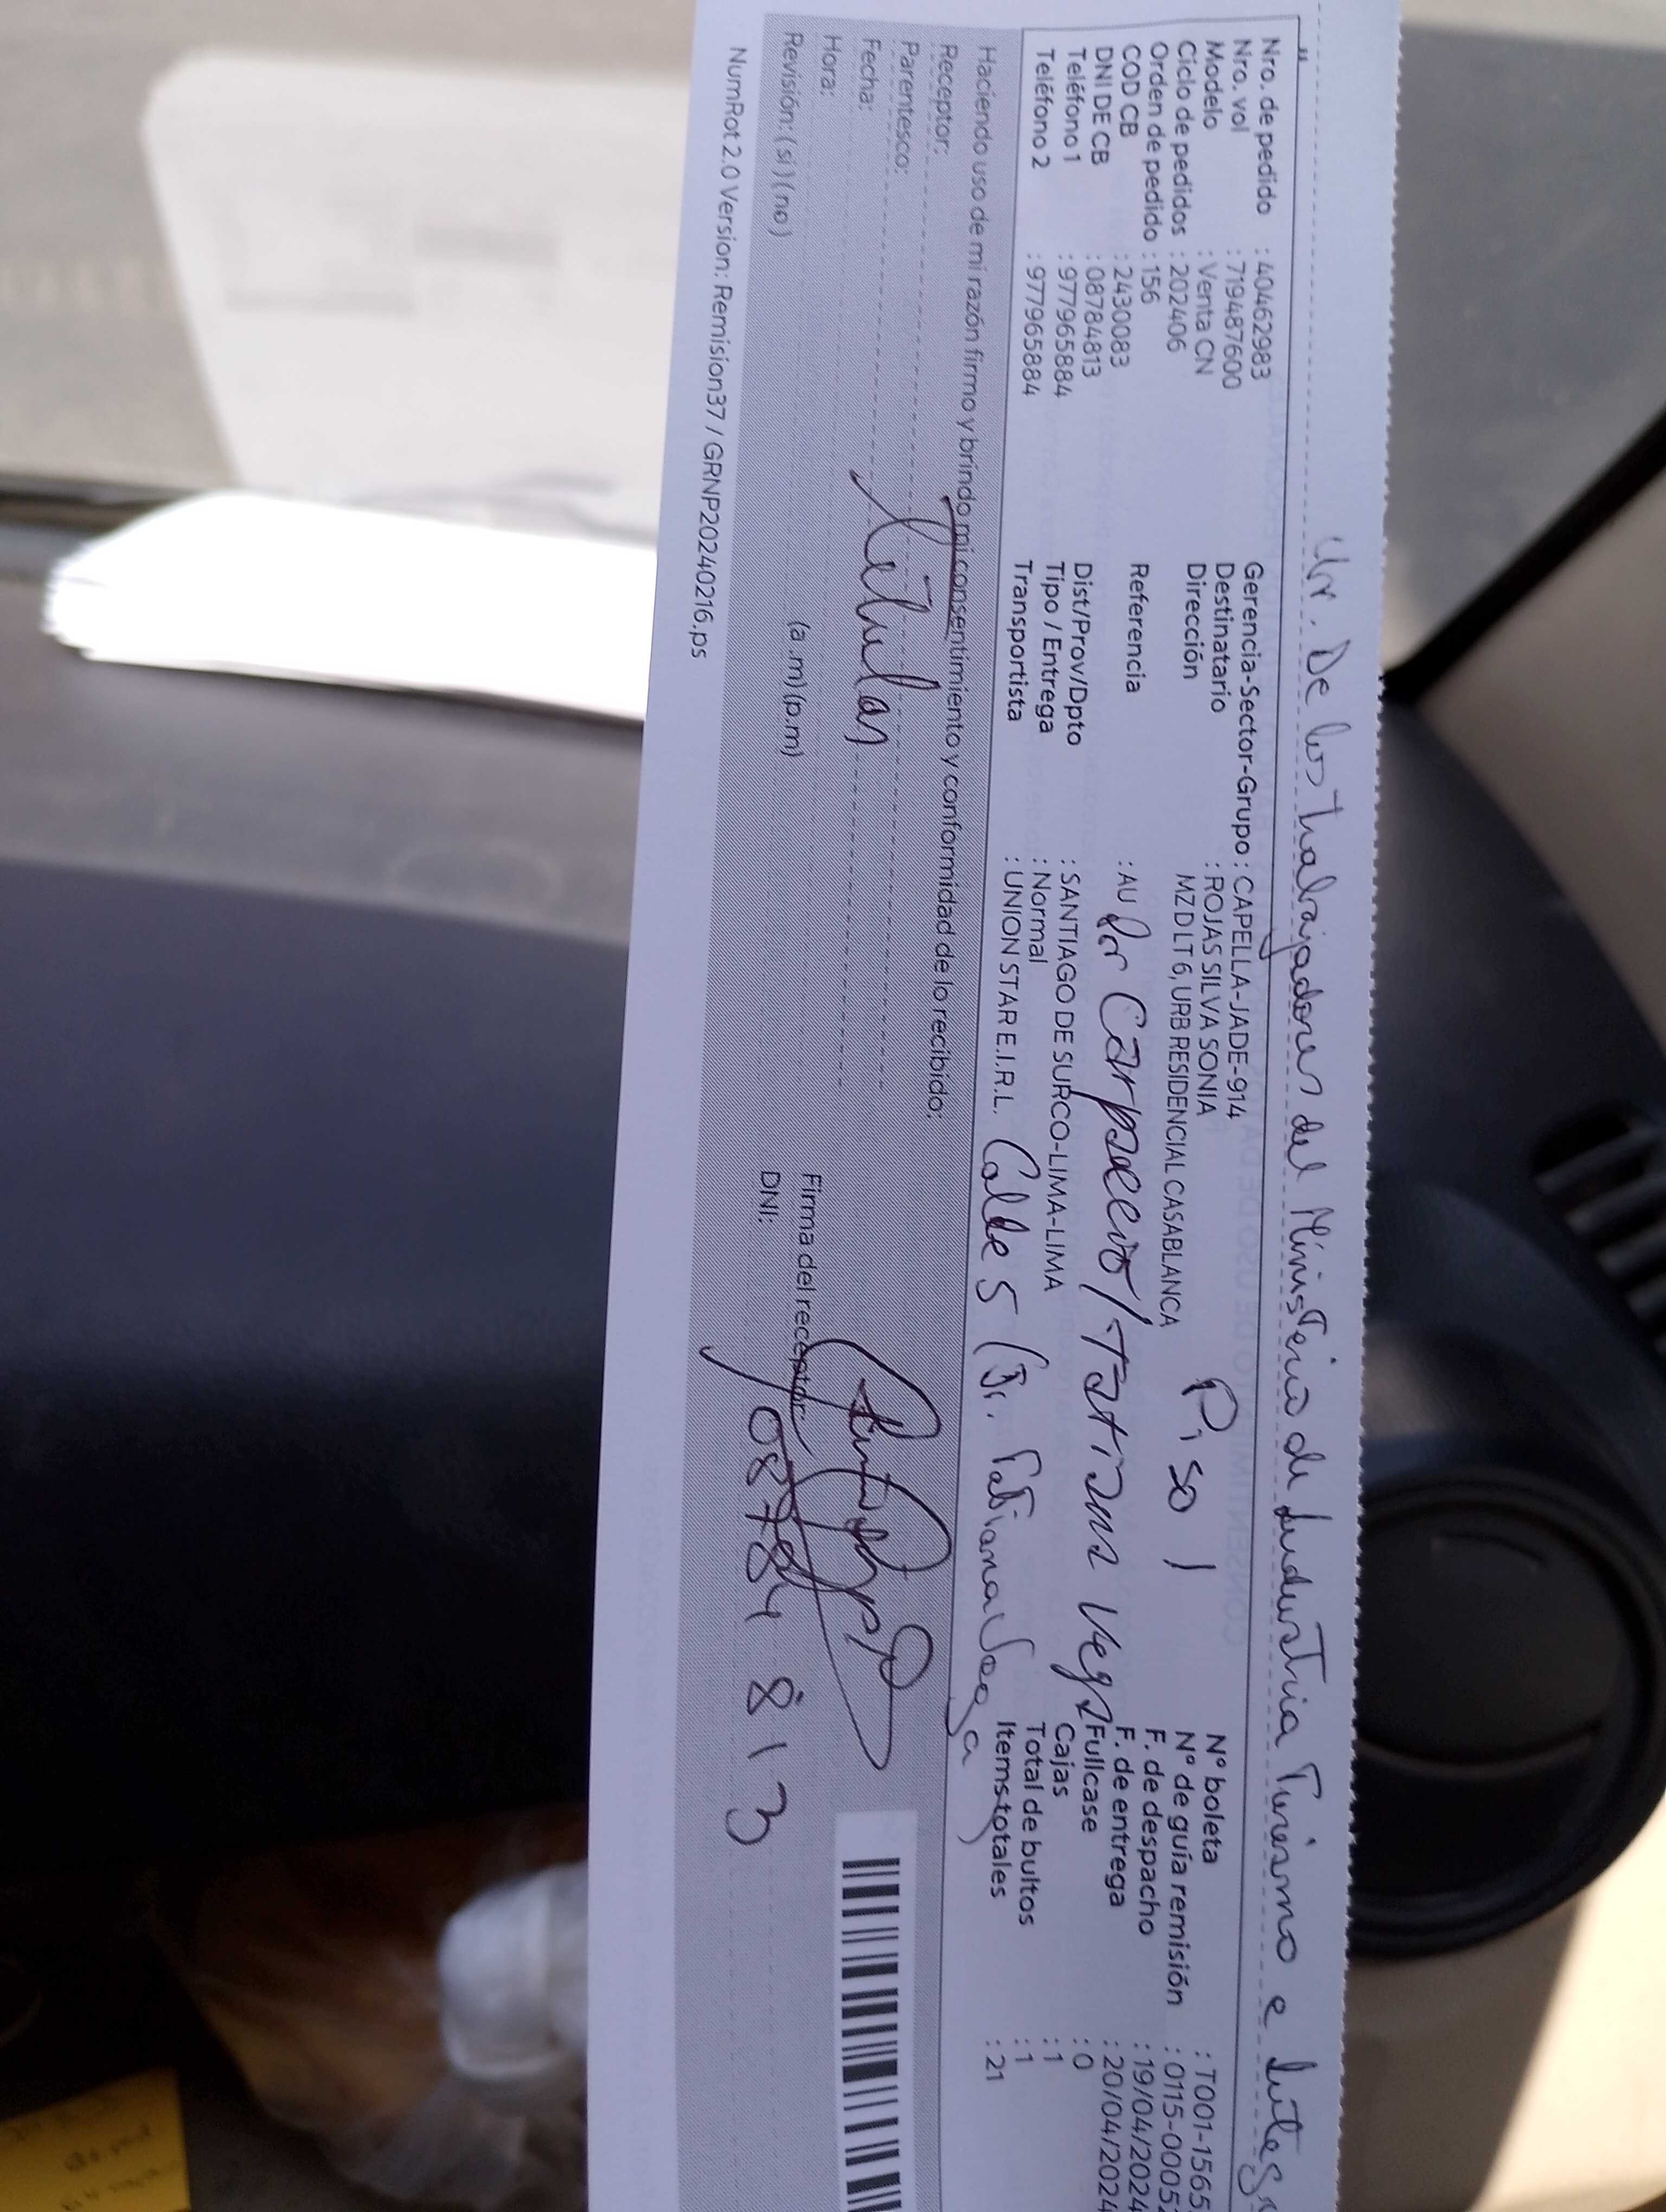 Ur. De los trabajadores del Ministerio de Industria Turismo e Integ
Nro. de pedido : 40462983
Nro. vol : 719487600
Modelo : Venta CN
Ciclo de pedidos : 202406
Orden de pedido : 156
COD CB : 2430083
DNI DE CB : 08784813
Teléfono 1 : 977965884
Teléfono 2 : 977965884
Gerencia-Sector-Grupo : CAPELLA-JADE-914
Destinatario : ROJAS SILVA SONIA
Dirección MZ D LT 6, URB RESIDENCIAL CASABLANCA
Piso 1
Referencia : AU
Tatiana Vega
Dist/Prov/Dpto : SANTIAGO DE SURCO-LIMA-LIMA
Tipo / Entrega : Normal
Transportista : UNION STAR E.I.R.L.
Calle 5 (Sr. Fabiana Vega)
Nº boleta : T001-1565
Nº de guía remisión : 0115-0005
F. de despacho : 19/04/2024
F. de entrega : 20/04/2024
Fullcase : 0
Cajas : 1
Total de bultos : 1
Items totales : 21
Haciendo uso de mi razón firmo y brindo mi consentimiento y conformidad de lo recibido:
Receptor:
Parentesco:
Titular
Fecha:
Hora: (a.m) (p.m)
Revisión: ( si ) ( no )
Firma del receptor:
DNI: 08784813
NumRot 2.0 Version: Remisión37 / GRNP20240216.ps